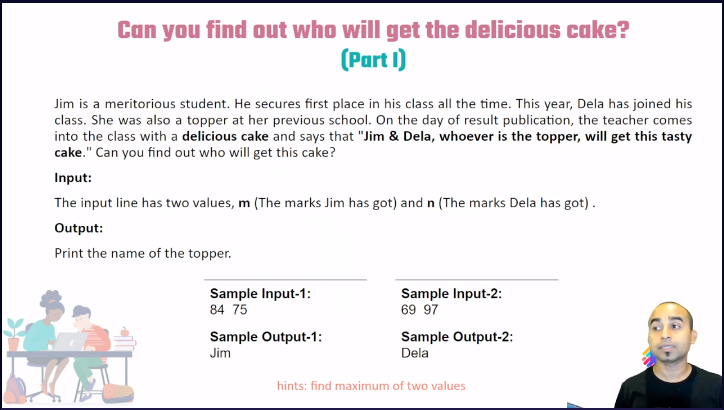 Can you find out who will get the delicious cake?
(Part I)
Jim is a meritorious student. He secures first place in his class all the time. This year, Dela has joined his
class. She was also a topper at her previous school. On the day of result publication, the teacher comes
into the class with a delicious cake and says that "Jim & Dela, whoever is the topper, will get this tasty
cake." Can you find out who will get this cake?
Input:
The input line has two values, m (The marks Jim has got) and n (The marks Dela has got) .
Output:
Print the name of the topper.
Sample Input-1:
84 75
Sample Output-1:
Jim
Sample Input-2:
69 97
Sample Output-2:
Dela
hints: find maximum of two values